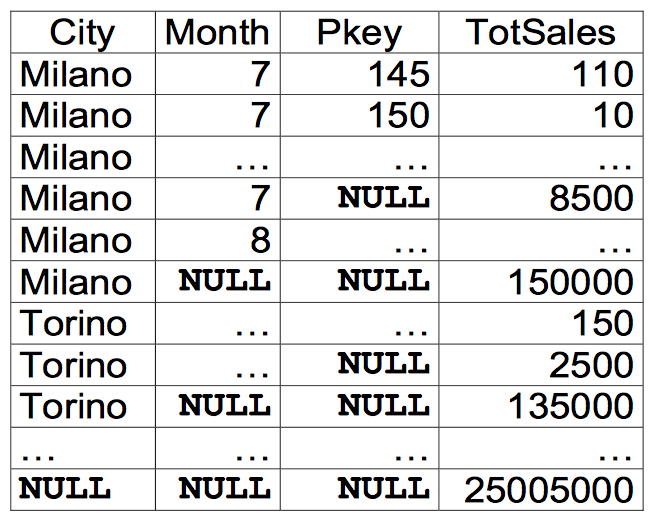 City Month Pkey TotSales
Milano 7 145 110
Milano 7 150 10
Milano ... ... ...
Milano 7 NULL 8500
Milano 8 ... ...
Milano NULL NULL 150000
Torino ... ... 150
Torino ... NULL 2500
Torino NULL NULL 135000
... ... ... ...
NULL NULL NULL 25005000